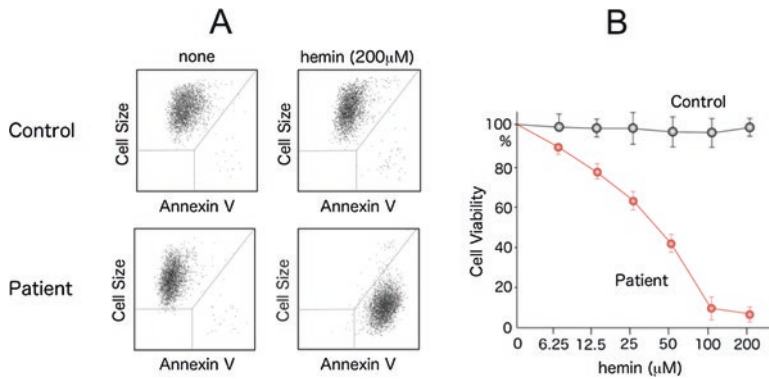 A
B
none
hemin (200μM)
Control
Cell Size
Cell Size
Annexin V
Annexin V
Patient
Cell Size
Cell Size
Annexin V
Annexin V
Control
Patient
Cell Viability
100
%
80
60
40
20
0
0 6.25 12.5 25 50 100 200
hemin (μM)